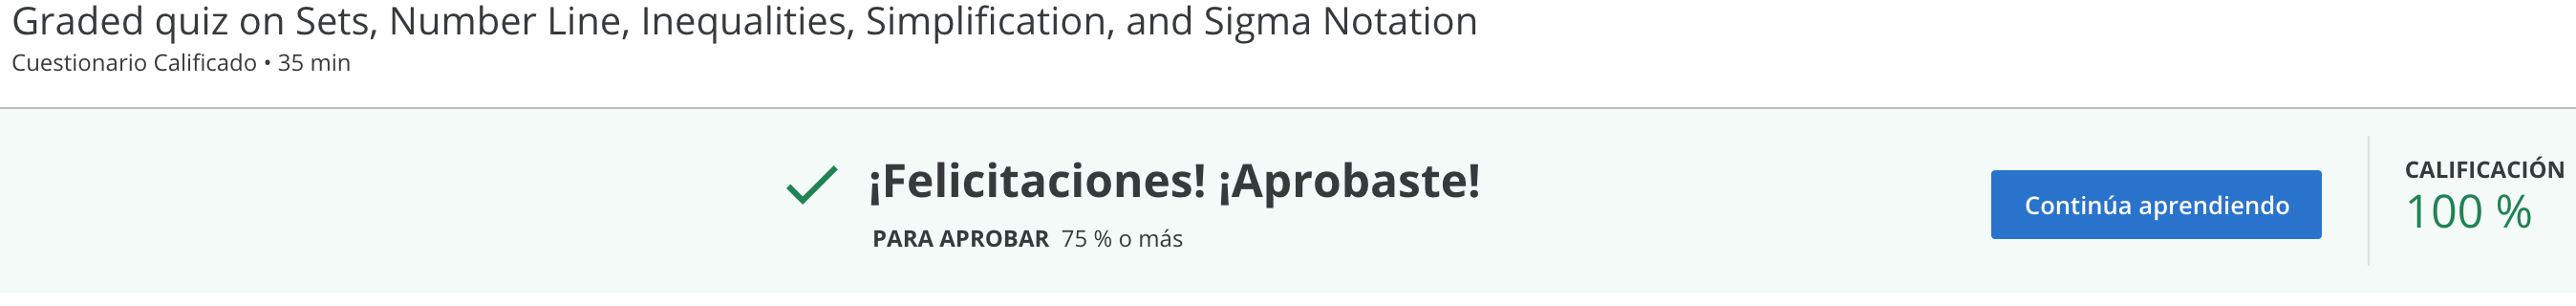 Graded quiz on Sets, Number Line, Inequalities, Simplification, and Sigma Notation
Cuestionario Calificado • 35 min
¡Felicitaciones! ¡Aprobaste!
PARA APROBAR 75 % o más
Continúa aprendiendo
CALIFICACIÓN
100 %